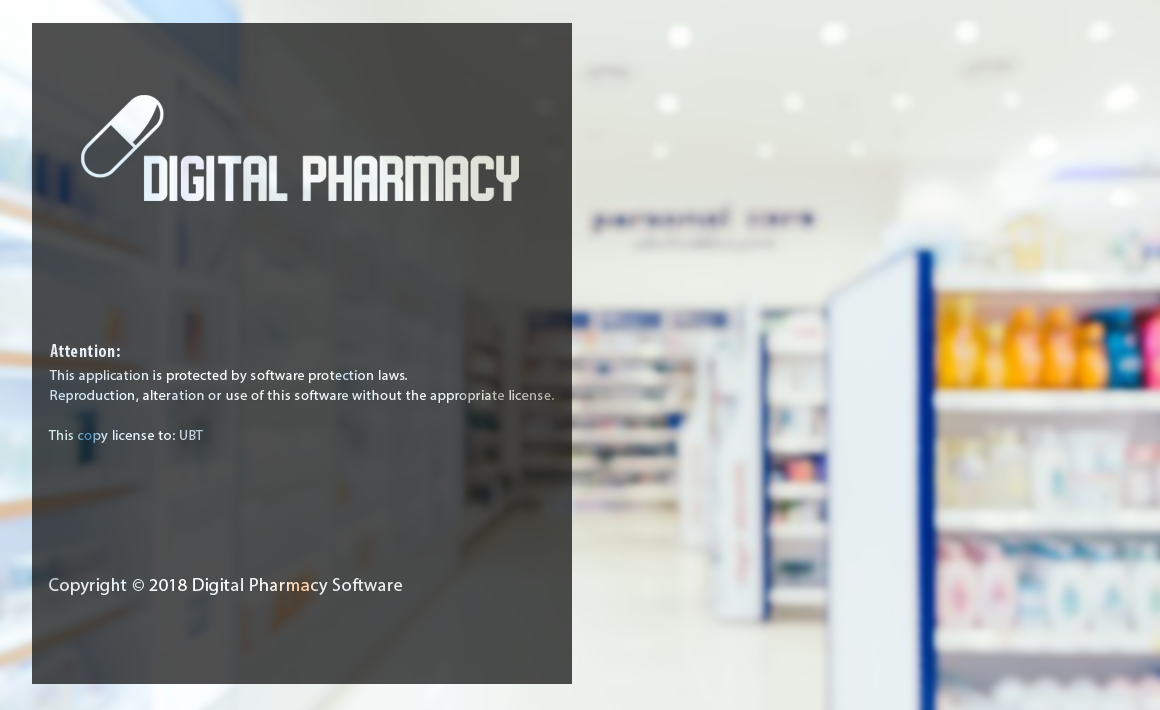 DIGITAL PHARMACY
personal care
Attention:
This application is protected by software protection laws.
Reproduction, alteration or use of this software without the appropriate license.
This copy license to: UBT
Copyright © 2018 Digital Pharmacy Software